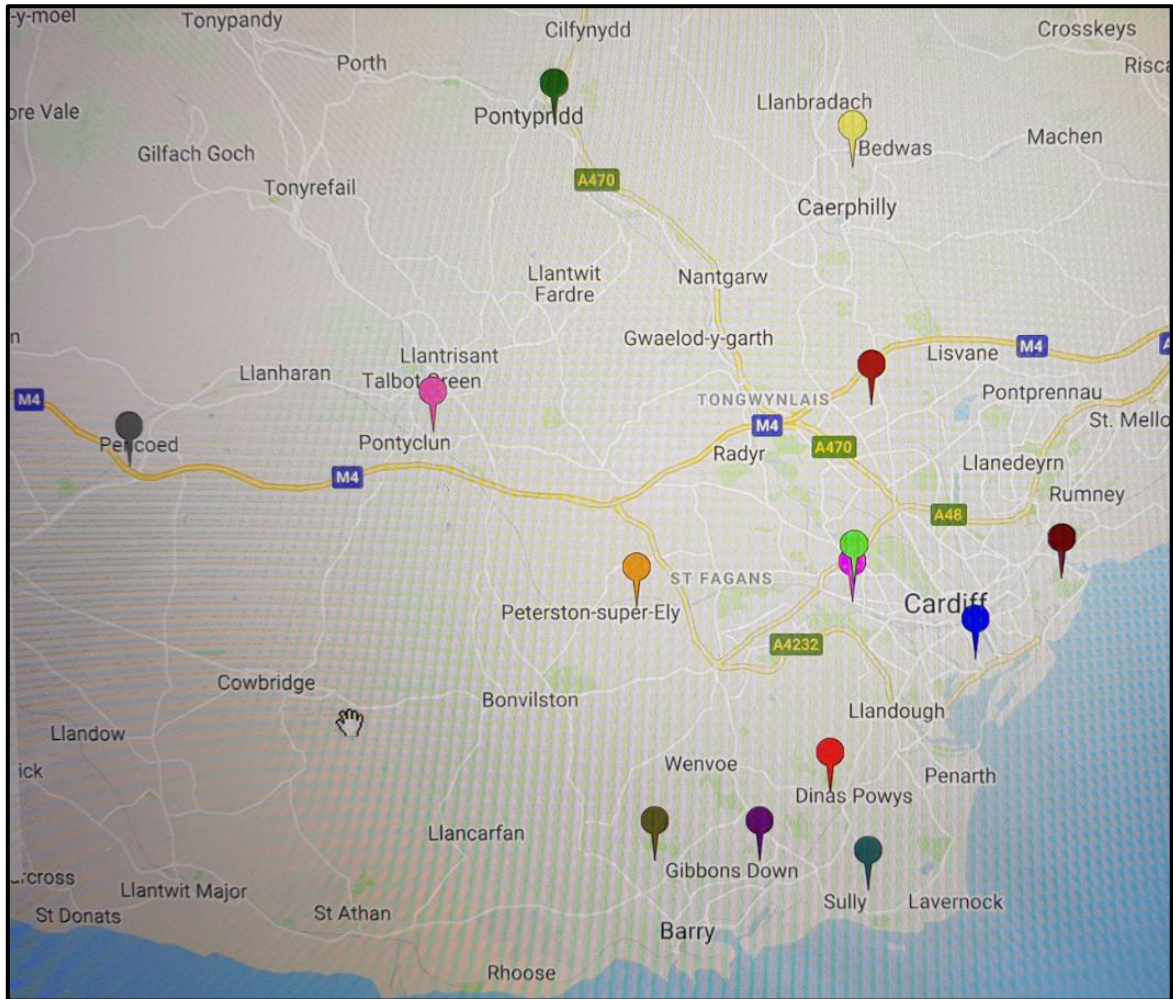 -y-moel
Tonypandy
Cilfynydd
Crosskeys
Porth
Risca
ore Vale
Pontypridd
Llanbradach
Bedwas
Machen
Gilfach Goch
Tonyrefail
A470
Caerphilly
Llantwit
Fardre
Nantgarw
n
Gwaelod-y-garth
Llantrisant
Lisvane
M4
A
Llanharan
Talbot Green
TONGWYNLAIS
Pontprennau
M4
Pencoed
Pontyclun
M4
A470
St. Mello
Radyr
Llanedeyrn
M4
Rumney
A48
ST FAGANS
Peterston-super-Ely
Cardiff
A4232
Cowbridge
Bonvilston
Llandough
Llandow
Wenvoe
ick
Penarth
Dinas Powys
Llancarfan
Gibbons Down
rcross
Llantwit Major
Sully
Lavernock
St Donats
St Athan
Barry
Rhoose